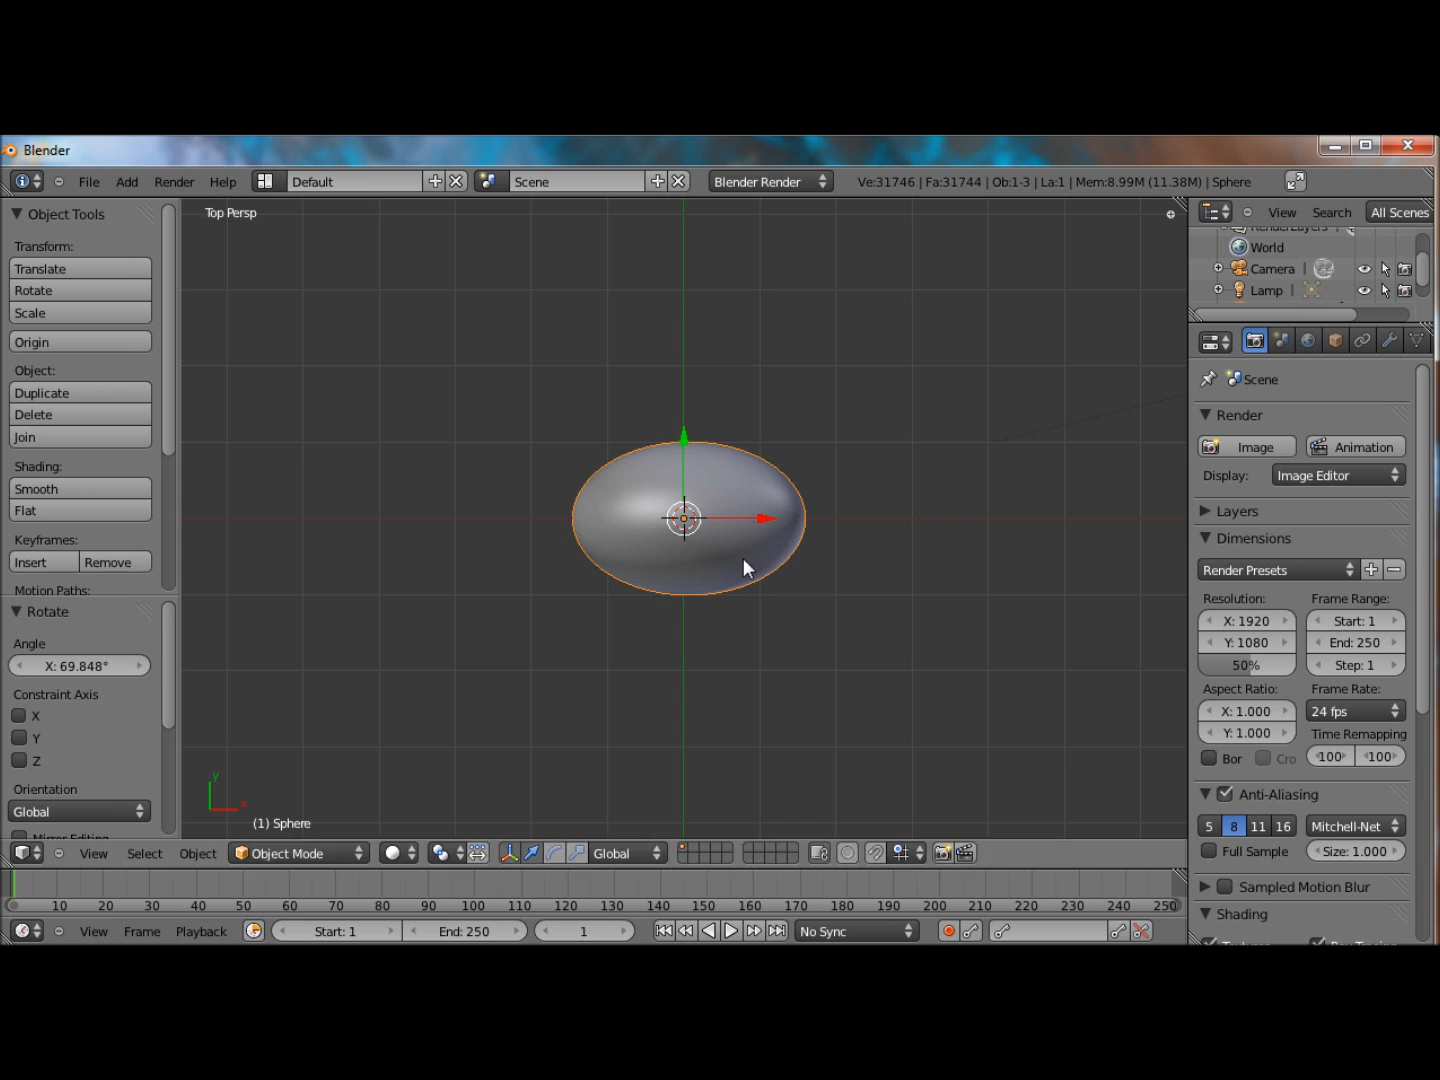 Blender
File Add Render Help Default Scene Blender Render Ve:31746 | Fa:31744 | Ob:1-3 | La:1 | Mem:8.99M (11.38M) | Sphere
Object Tools
Transform:
Translate
Rotate
Scale
Origin
Object:
Duplicate
Delete
Join
Shading:
Smooth
Flat
Keyframes:
Insert Remove
Motion Paths:
Rotate
Angle
X: 69.848°
Constraint Axis
X
Y
Z
Orientation
Global
Mirror Editing
Top Persp
y
x
(1) Sphere
View Select Object Object Mode Global
10 20 30 40 50 60 70 80 90 100 110 120 130 140 150 160 170 180 190 200 210 220 230 240 250
View Frame Playback Start: 1 End: 250 1 No Sync
View Search All Scenes
RenderLayers
World
Camera
Lamp
Scene
Render
Image Animation
Display: Image Editor
Layers
Dimensions
Render Presets
Resolution: Frame Range:
X: 1920 Start: 1
Y: 1080 End: 250
50% Step: 1
Aspect Ratio: Frame Rate:
X: 1.000 24 fps
Y: 1.000 Time Remapping
Bor Cro 100 100
Anti-Aliasing
5 8 11 16 Mitchell-Net
Full Sample Size: 1.000
Sampled Motion Blur
Shading